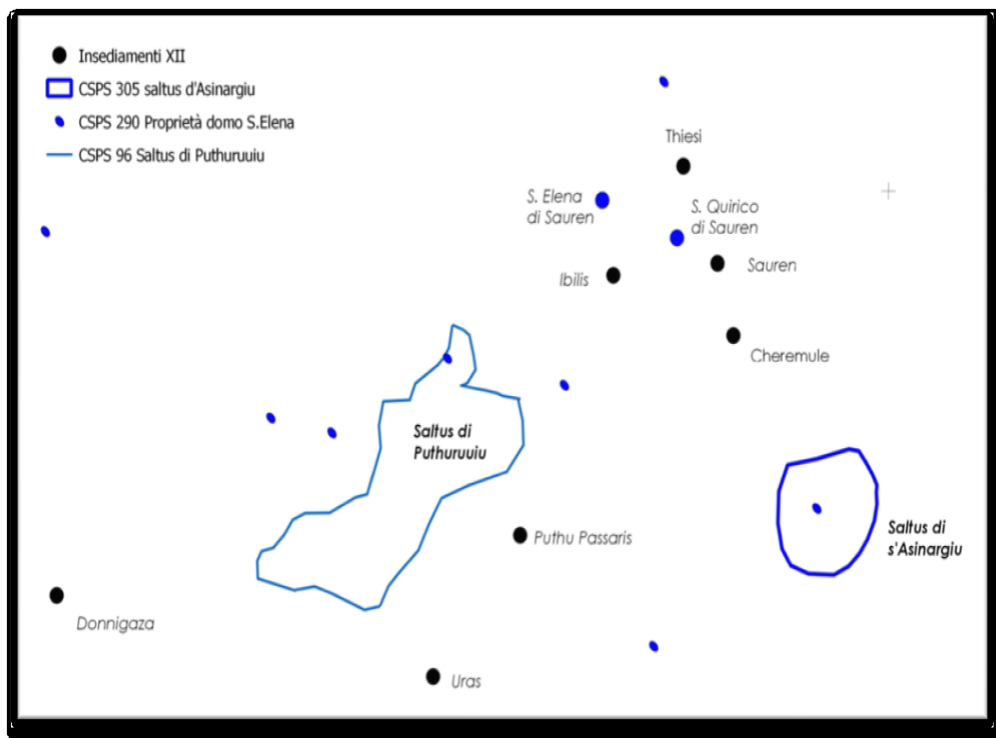 Insediamenti XII
CSPS 305 saltus d'Asinargiu
CSPS 290 Proprietà domo S.Elena
CSPS 96 Saltus di Puthuruuiu
Thiesi
S. Elena
di Sauren
S. Quirico
di Sauren
Ibilis
Sauren
Cheremule
Saltus di
Puthuruuiu
Saltus di
s'Asinargiu
Puthu Passaris
Donnigaza
Uras